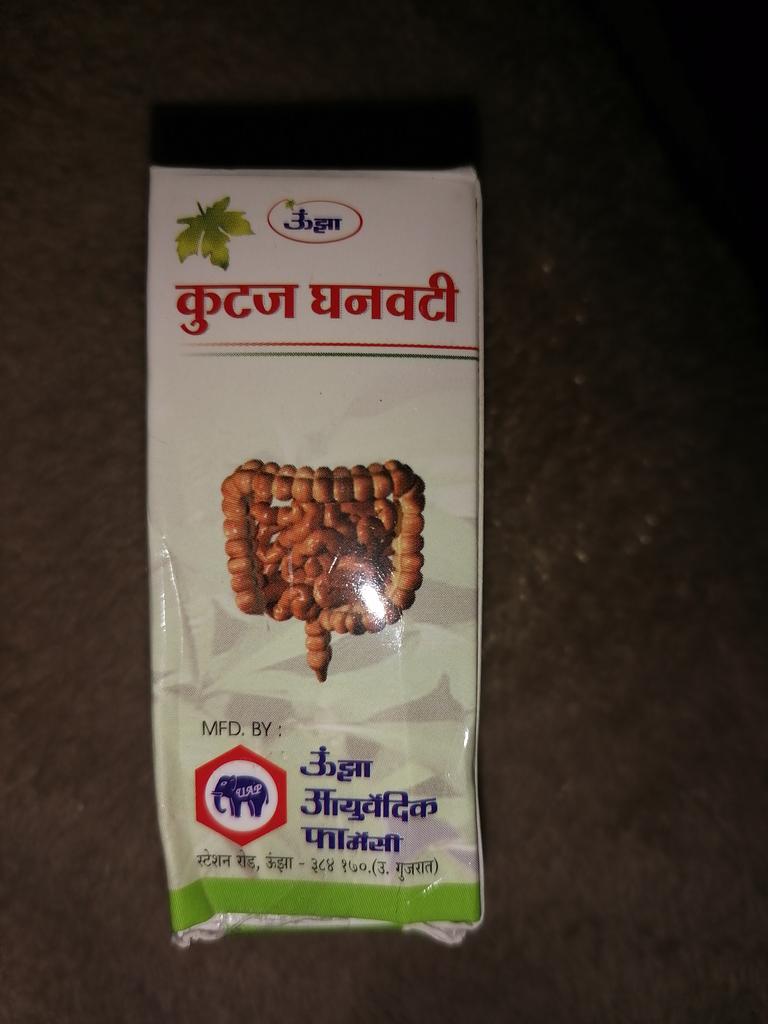 ऊंझा
कुटज घनवटी
MFD. BY :
UAP
ऊंझा
आयुर्वेदिक
फार्मसी
स्टेशन रोड, ऊंझा - ३८४ १७०.(उ. गुजरात)